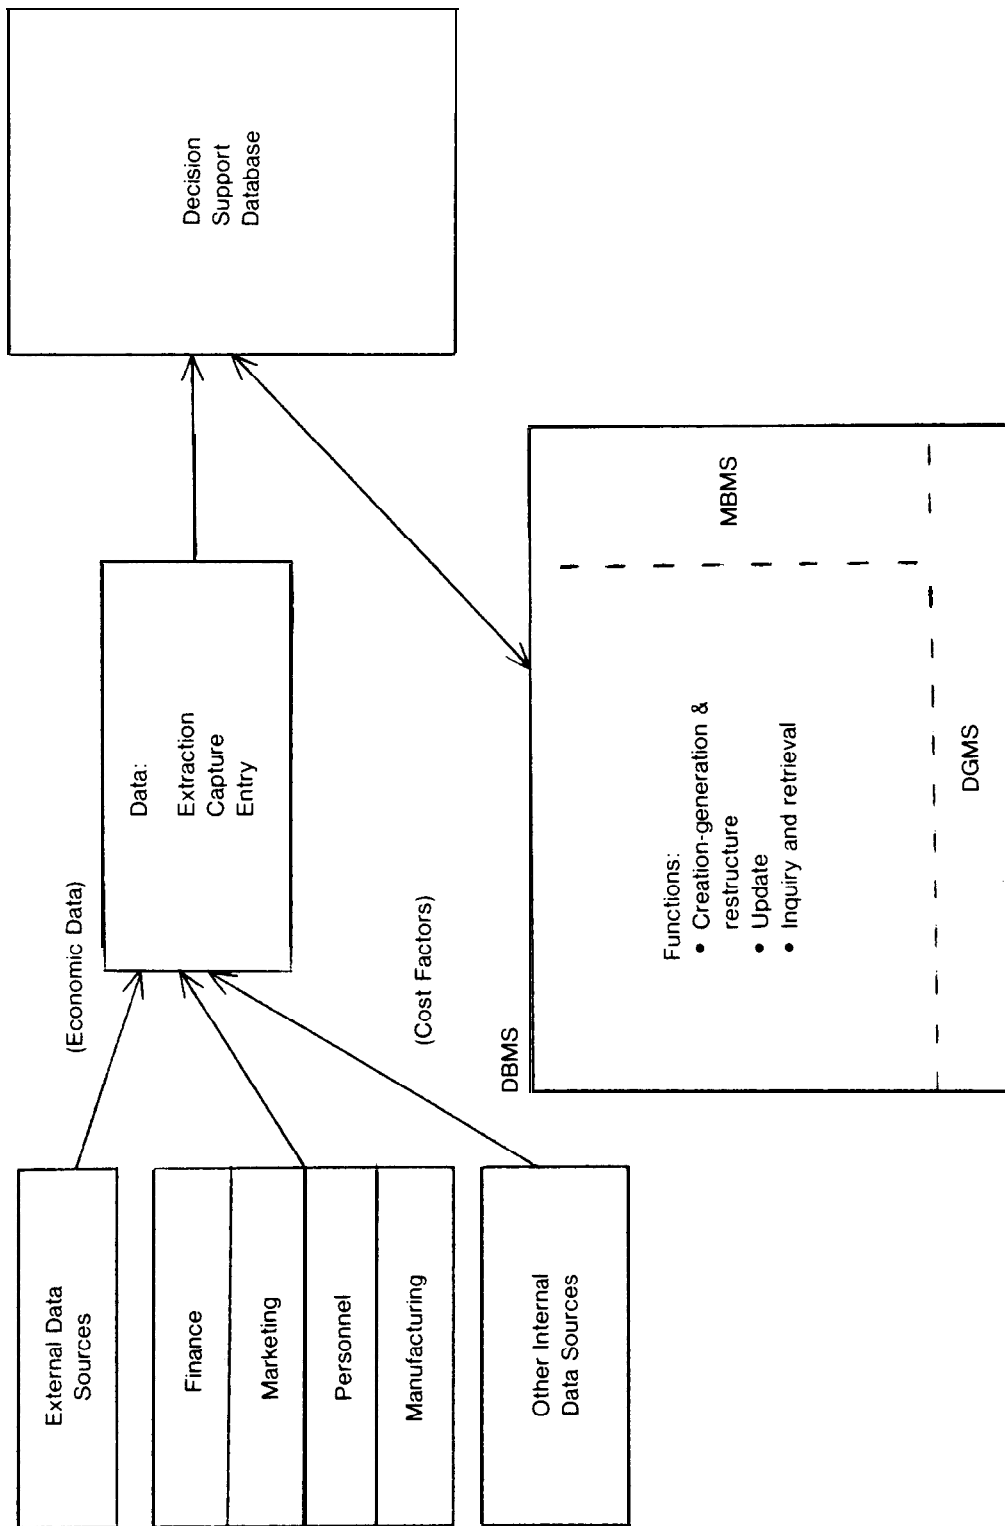 External Data
Sources
Finance
Marketing
Personnel
Manufacturing
Other Internal
Data Sources
(Economic Data)
(Cost Factors)
Data:
Extraction
Capture
Entry
Decision
Support
Database
DBMS
Functions:
• Creation-generation &
restructure
• Update
• Inquiry and retrieval
MBMS
DGMS